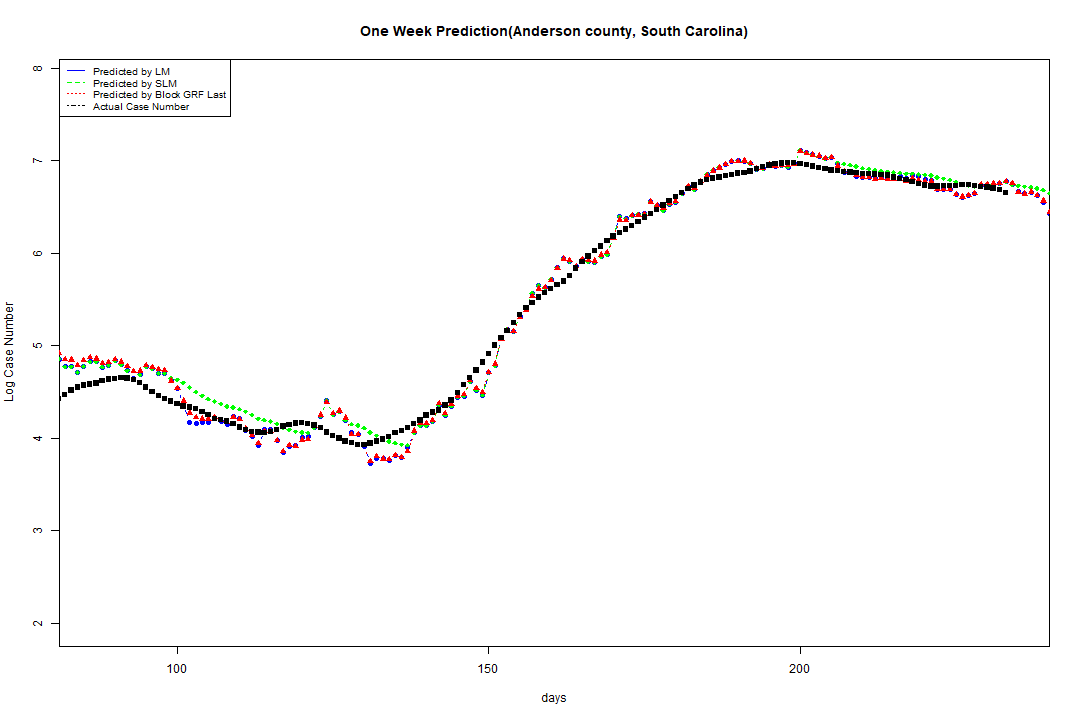 One Week Prediction(Anderson county, South Carolina)
Predicted by LM
Predicted by SLM
Predicted by Block GRF Last
Actual Case Number
8
7
6
5
4
3
2
Log Case Number
100 150 200
days